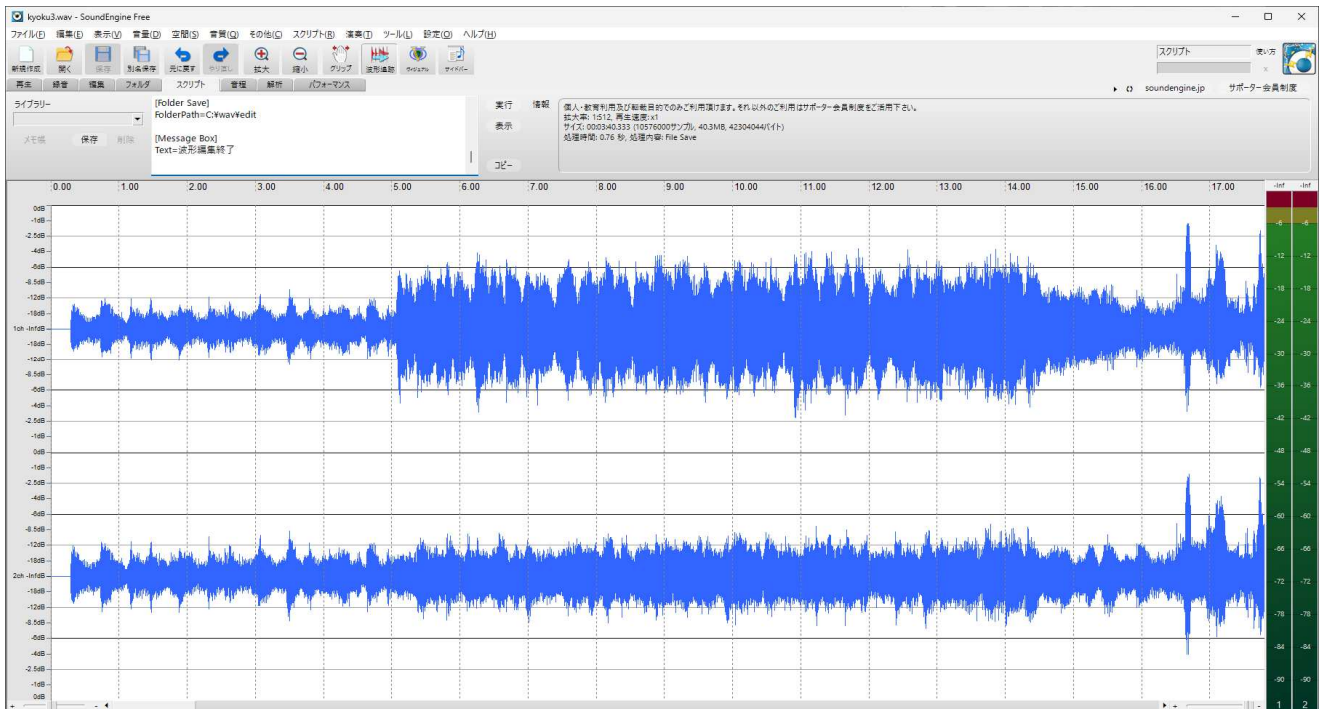 kyoku3.wav - SoundEngine Free
ファイル(F) 編集(E) 表示(V) 音量(D) 空間(S) 音質(Q) その他(C) スクリプト(R) 演奏(T) ツール(L) 設定(O) ヘルプ(H)
新規作成 開く 保存 別名保存 元に戻す やり直し 拡大 縮小 グリップ 波形追跡 ヴィジュアル サイドバー
スクリプト 使い方
x
再生 録音 編集 フォルダ スクリプト 音程 解析 パフォーマンス
soundengine.jp サポーター会員制度
ライブラリー
メモ帳 保存 削除
[Folder Save]
FolderPath=C:¥wav¥edit
[Message Box]
Text=波形編集終了
実行
表示
コピー
情報
個人・教育利用及び範囲目的でのみご利用頂けます。それ以外のご利用はサポーター会員制度をご活用下さい。
拡大率: 1:512, 再生速度: x1
サイズ: 00:03:40.333 (10576000サンプル, 40.3MB, 42304044バイト)
処理時間: 0.76 秒, 処理内容: File Save
0.00 1.00 2.00 3.00 4.00 5.00 6.00 7.00 8.00 9.00 10.00 11.00 12.00 13.00 14.00 15.00 16.00 17.00
-Inf -Inf
0dB
-1dB
-2.5dB
-4dB
-6dB
-8.5dB
-12dB
-18dB
1ch -InfdB
-18dB
-12dB
-8.5dB
-6dB
-4dB
-2.5dB
-1dB
0dB
-1dB
-2.5dB
-4dB
-6dB
-8.5dB
-12dB
-18dB
2ch -InfdB
-18dB
-12dB
-8.5dB
-6dB
-4dB
-2.5dB
-1dB
0dB
-6 -6
-12 -12
-18 -18
-24 -24
-30 -30
-36 -36
-42 -42
-48 -48
-54 -54
-60 -60
-66 -66
-72 -72
-78 -78
-84 -84
-90 -90
1 2